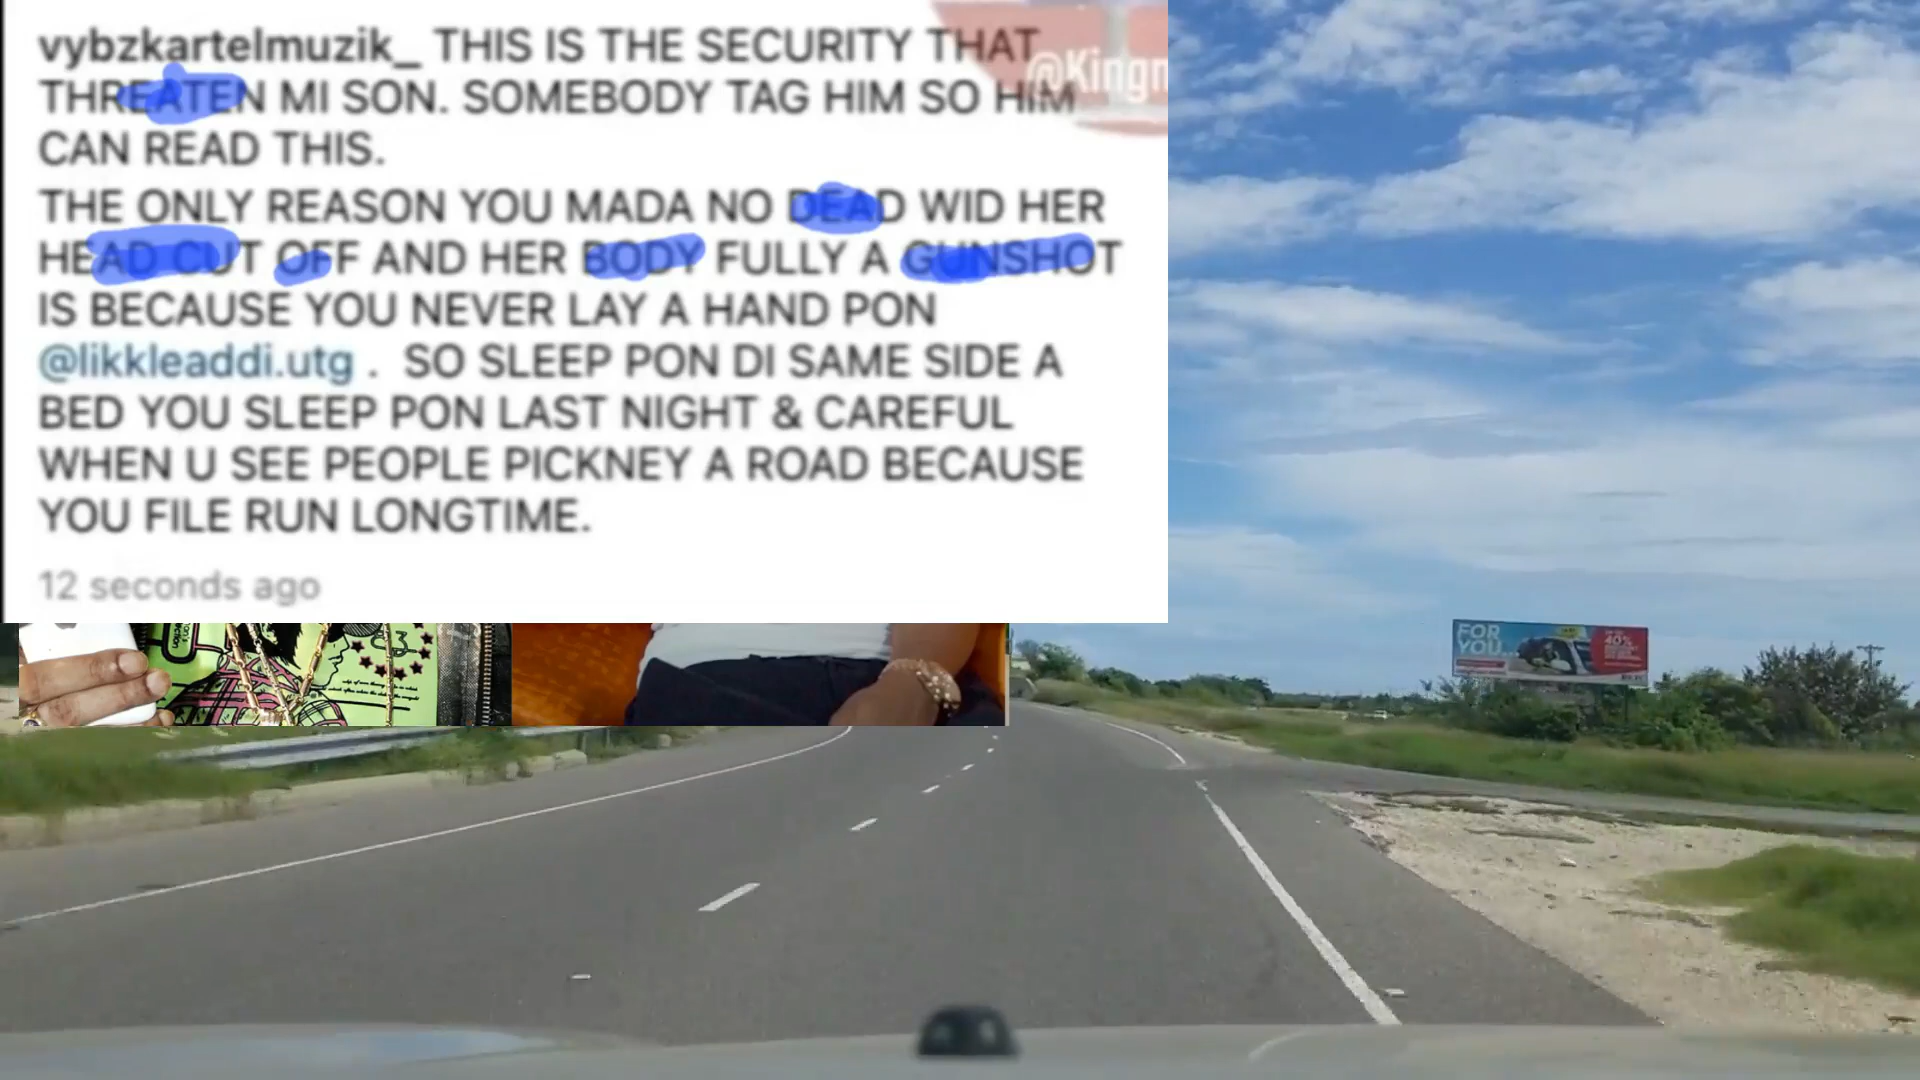 vybzkartelmuzik_ THIS IS THE SECURITY THAT
THREATEN MI SON. SOMEBODY TAG HIM SO HIM
CAN READ THIS.
THE ONLY REASON YOU MADA NO DEAD WID HER
HEAD CUT OFF AND HER BODY FULLY A GUNSHOT
IS BECAUSE YOU NEVER LAY A HAND PON
@likkleaddi.utg . SO SLEEP PON DI SAME SIDE A
BED YOU SLEEP PON LAST NIGHT & CAREFUL
WHEN U SEE PEOPLE PICKNEY A ROAD BECAUSE
YOU FILE RUN LONGTIME.
12 seconds ago
@Kingn
FOR
YOU...
40%